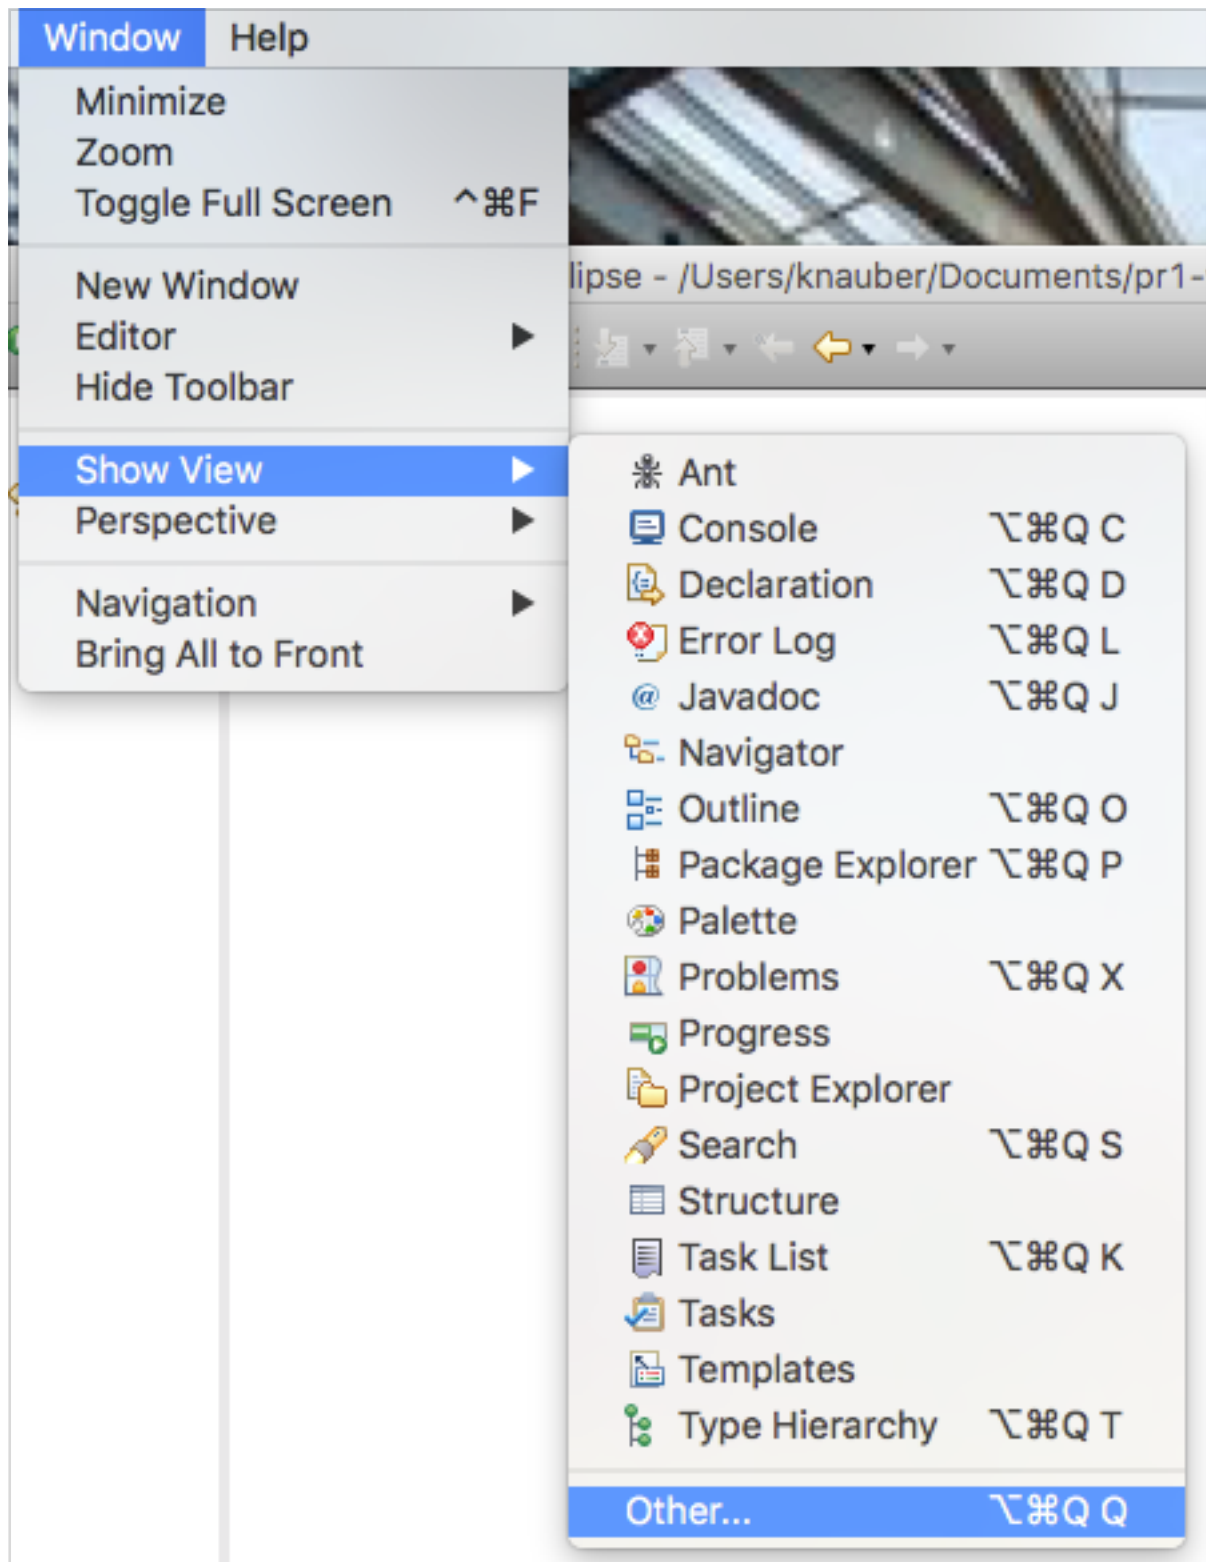 Window Help
Minimize
Zoom
Toggle Full Screen ^⌘F
New Window
Editor ▶
Hide Toolbar
Show View ▶
Perspective ▶
Navigation ▶
Bring All to Front
lipse - /Users/knauber/Documents/pr1-
Ant
Console ⌥⌘Q C
Declaration ⌥⌘Q D
Error Log ⌥⌘Q L
Javadoc ⌥⌘Q J
Navigator
Outline ⌥⌘Q O
Package Explorer ⌥⌘Q P
Palette
Problems ⌥⌘Q X
Progress
Project Explorer
Search ⌥⌘Q S
Structure
Task List ⌥⌘Q K
Tasks
Templates
Type Hierarchy ⌥⌘Q T
Other... ⌥⌘Q Q